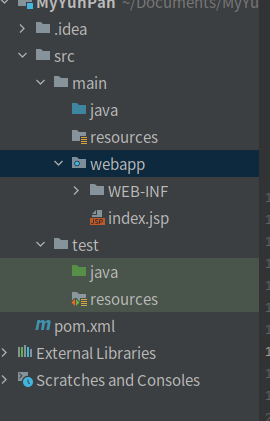 MyYunPan ~/Documents/MyYu
.idea
src
main
java
resources
webapp
WEB-INF
index.jsp
test
java
resources
pom.xml
External Libraries
Scratches and Consoles